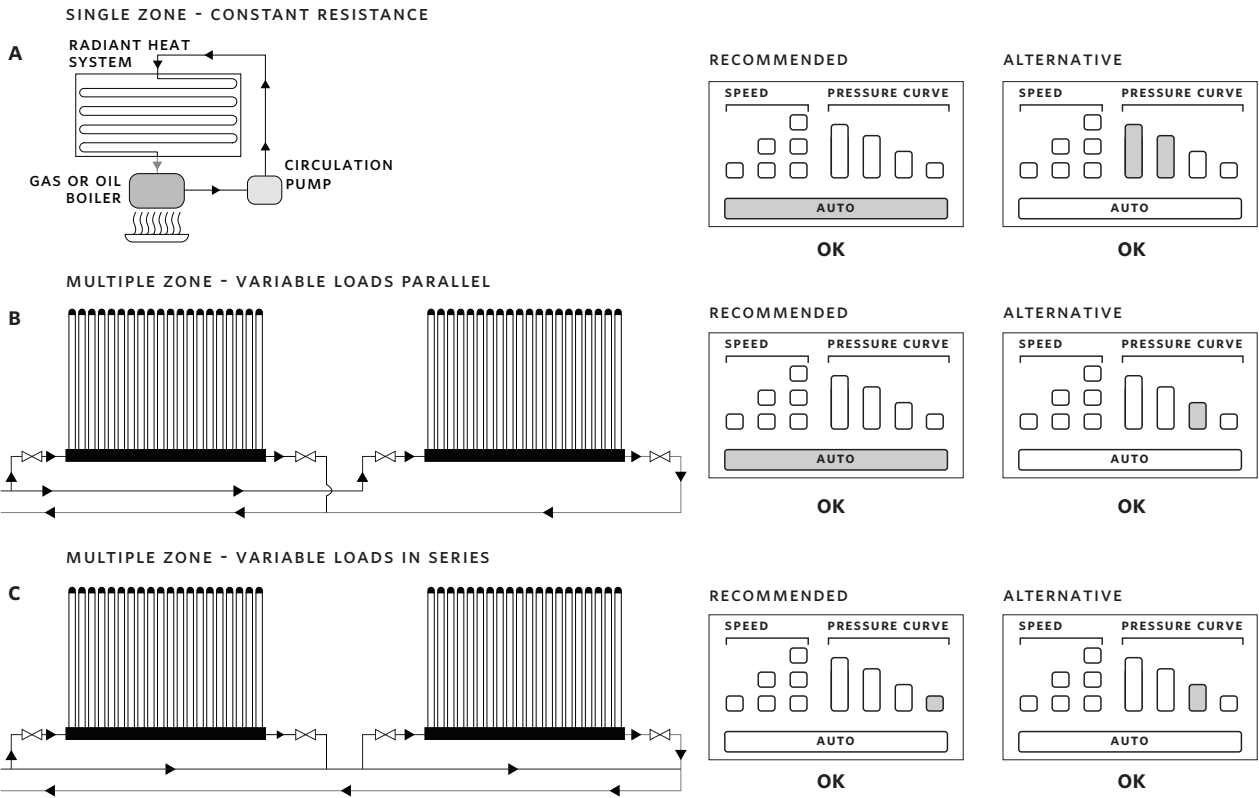 SINGLE ZONE - CONSTANT RESISTANCE
A
RADIANT HEAT
SYSTEM
GAS OR OIL
BOILER
CIRCULATION
PUMP
RECOMMENDED
SPEED PRESSURE CURVE
AUTO
OK
ALTERNATIVE
SPEED PRESSURE CURVE
AUTO
OK
MULTIPLE ZONE - VARIABLE LOADS PARALLEL
B
RECOMMENDED
SPEED PRESSURE CURVE
AUTO
OK
ALTERNATIVE
SPEED PRESSURE CURVE
AUTO
OK
MULTIPLE ZONE - VARIABLE LOADS IN SERIES
C
RECOMMENDED
SPEED PRESSURE CURVE
AUTO
OK
ALTERNATIVE
SPEED PRESSURE CURVE
AUTO
OK